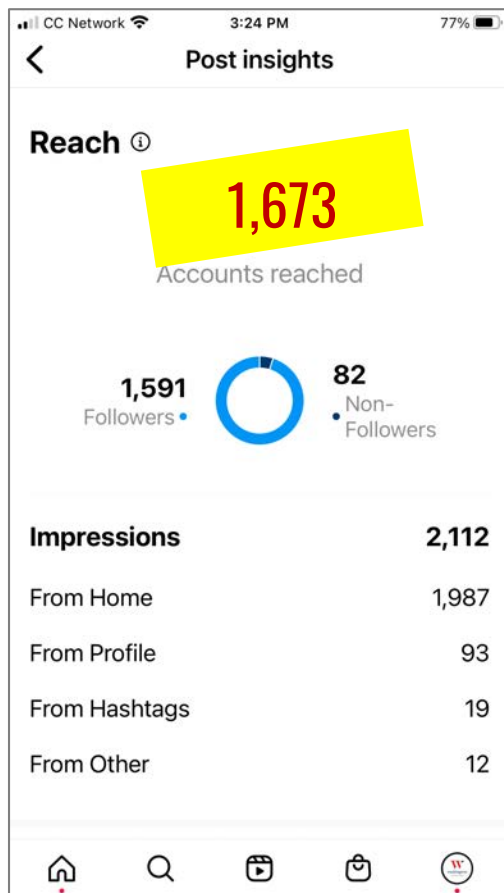 CC Network 3:24 PM 77%
Post insights
Reach
1,673
Accounts reached
1,591 82
Followers Non-
Followers
Impressions 2,112
From Home 1,987
From Profile 93
From Hashtags 19
From Other 12
W